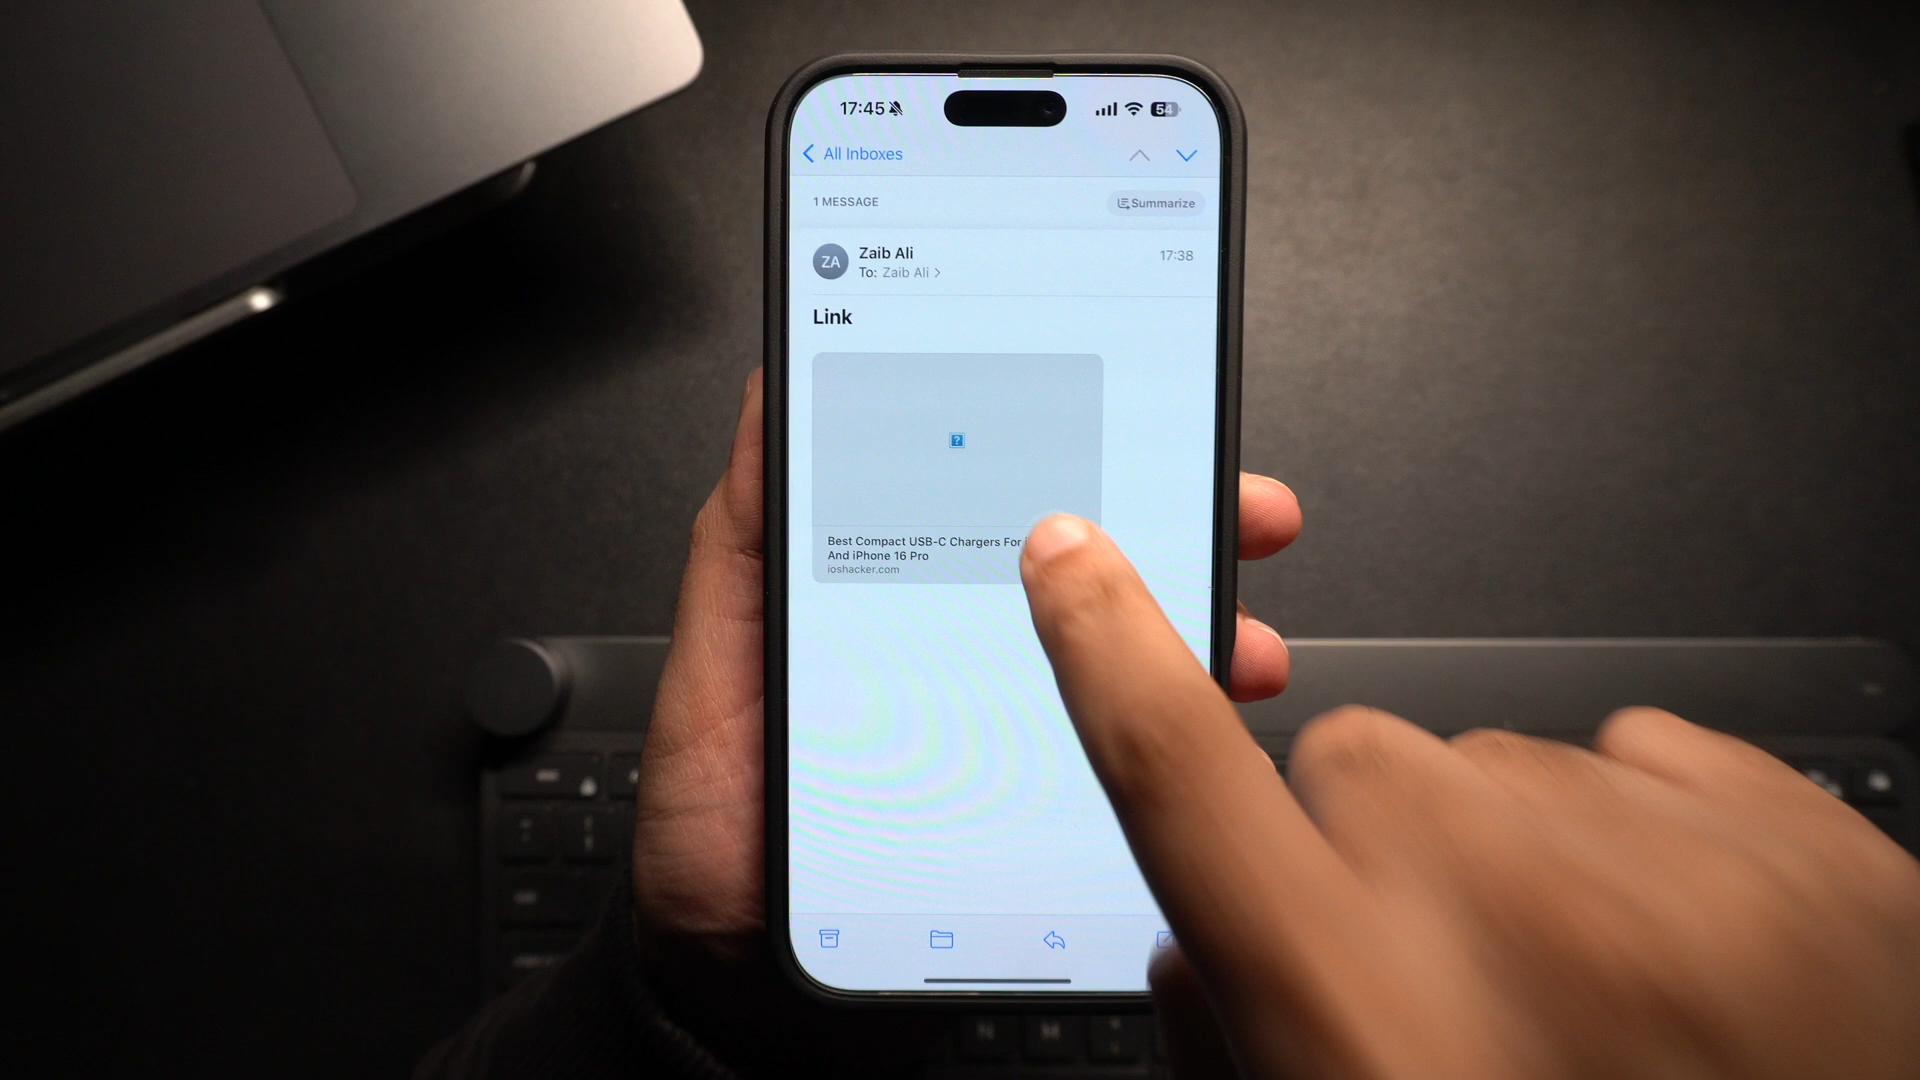 17:45
54
All Inboxes
1 MESSAGE
Summarize
ZA
Zaib Ali
17:38
To: Zaib Ali
Link
?
Best Compact USB-C Chargers For
And iPhone 16 Pro
ioshacker.com
N M